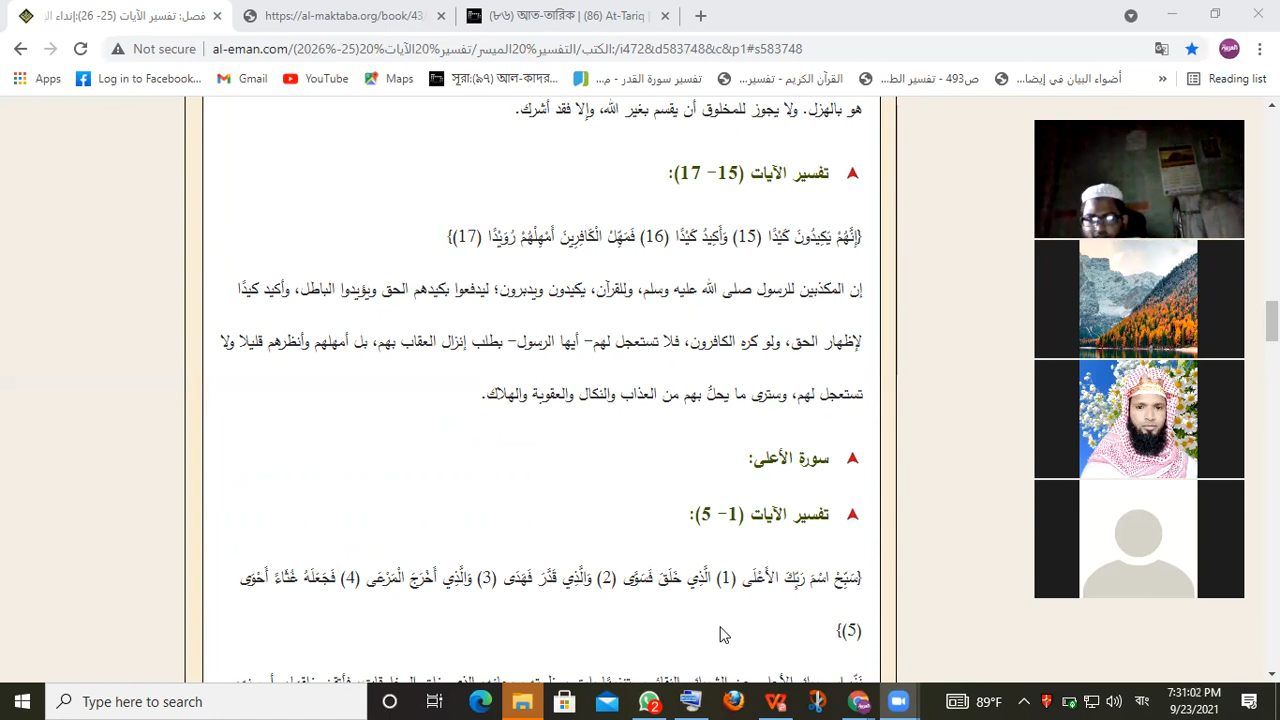 فصل: تفسير الآيات (25- 26):|نداء الر
https://al-maktaba.org/book/43
(৮৬) আত-তারিক | (86) At-Tariq |
Not secure
al-eman.com/الكتب/التفسير%20الميسر/تفسير%20الآيات%20(25-%2026):/i472&d583748&c&p1#s583748
Apps
Log in to Facebook...
Gmail
YouTube
Maps
সূরা: (৯৭) আল-কাদর...
تفسير سورة القدر - م...
القرآن الكريم - تفسير...
ص493- تفسير الط...
أضواء البيان في إيضا...
»
Reading list
هو بالهزل. ولا يجوز للمخلوق أن يقسم بغير الله، وإلا فقد أشرك.
تفسير الآيات (15- 17):
{إِنَّهُمْ يَكِيدُونَ كَيْدًا (15) وَأَكِيدُ كَيْدًا (16) فَمَهِّلِ الْكَافِرِينَ أَمْهِلْهُمْ رُوَيْدًا (17)}
إن المكذبين للرسول صلى الله عليه وسلم، وللقرآن، يكيدون ويدبرون؛ ليدفعوا بكيدهم الحق ويؤيدوا الباطل، وأكيد كيدًا
لإظهار الحق، ولو كره الكافرون، فلا تستعجل لهم- أيها الرسول- بطلب إنزال العقاب بهم، بل أمهلهم وأنظرهم قليلا ولا
تستعجل لهم، وسترى ما يحلُّ بهم من العذاب والنكال والعقوبة والهلاك.
سورة الأعلى:
تفسير الآيات (1- 5):
{سَبِّحْ اسْمَ رَبِّكَ الأَعْلَى (1) الَّذِي خَلَقَ فَسَوَّى (2) وَالَّذِي قَدَّرَ فَهَدَى (3) وَالَّذِي أَخْرَجَ الْمَرْعَى (4) فَجَعَلَهُ غُثَاءً أَحْوَى
(5)}
Type here to search
2
89°F
বাং
7:31:02 PM
9/23/2021